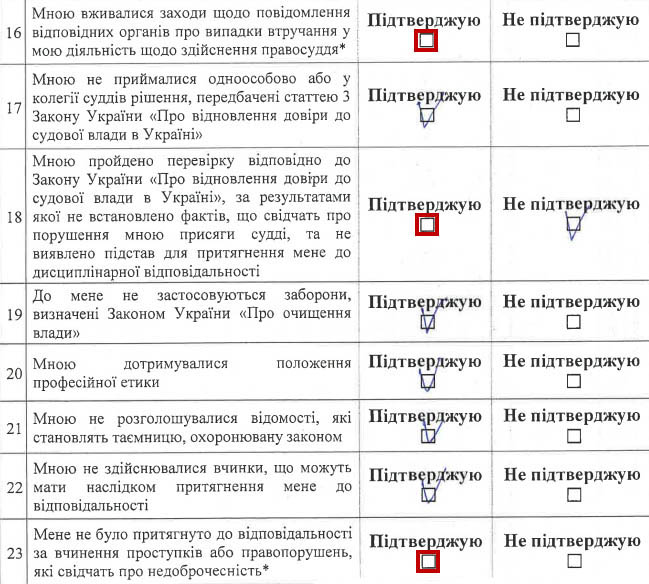 16
Мною вживалися заходи щодо повідомлення
відповідних органів про випадки втручання у
мою діяльність щодо здійснення правосуддя*
Підтверджую
Не підтверджую
17
Мною не приймалися одноособово або у
колегії суддів рішення, передбачені статтею 3
Закону України «Про відновлення довіри до
судової влади в Україні»
Підтверджую
Не підтверджую
18
Мною пройдено перевірку відповідно до
Закону України «Про відновлення довіри до
судової влади в Україні», за результатами
якої не встановлено фактів, що свідчать про
порушення мною присяги судді, та не
виявлено підстав для притягнення мене до
дисциплінарної відповідальності
Підтверджую
Не підтверджую
19
До мене не застосовуються заборони,
визначені Законом України «Про очищення
влади»
Підтверджую
Не підтверджую
20
Мною дотримувалися положення
професійної етики
Підтверджую
Не підтверджую
21
Мною не розголошувалися відомості, які
становлять таємницю, охоронювану законом
Підтверджую
Не підтверджую
22
Мною не здійснювалися вчинки, що можуть
мати наслідком притягнення мене до
відповідальності
Підтверджую
Не підтверджую
23
Мене не було притягнуто до відповідальності
за вчинення проступків або правопорушень,
які свідчать про недоброчесність*
Підтверджую
Не підтверджую